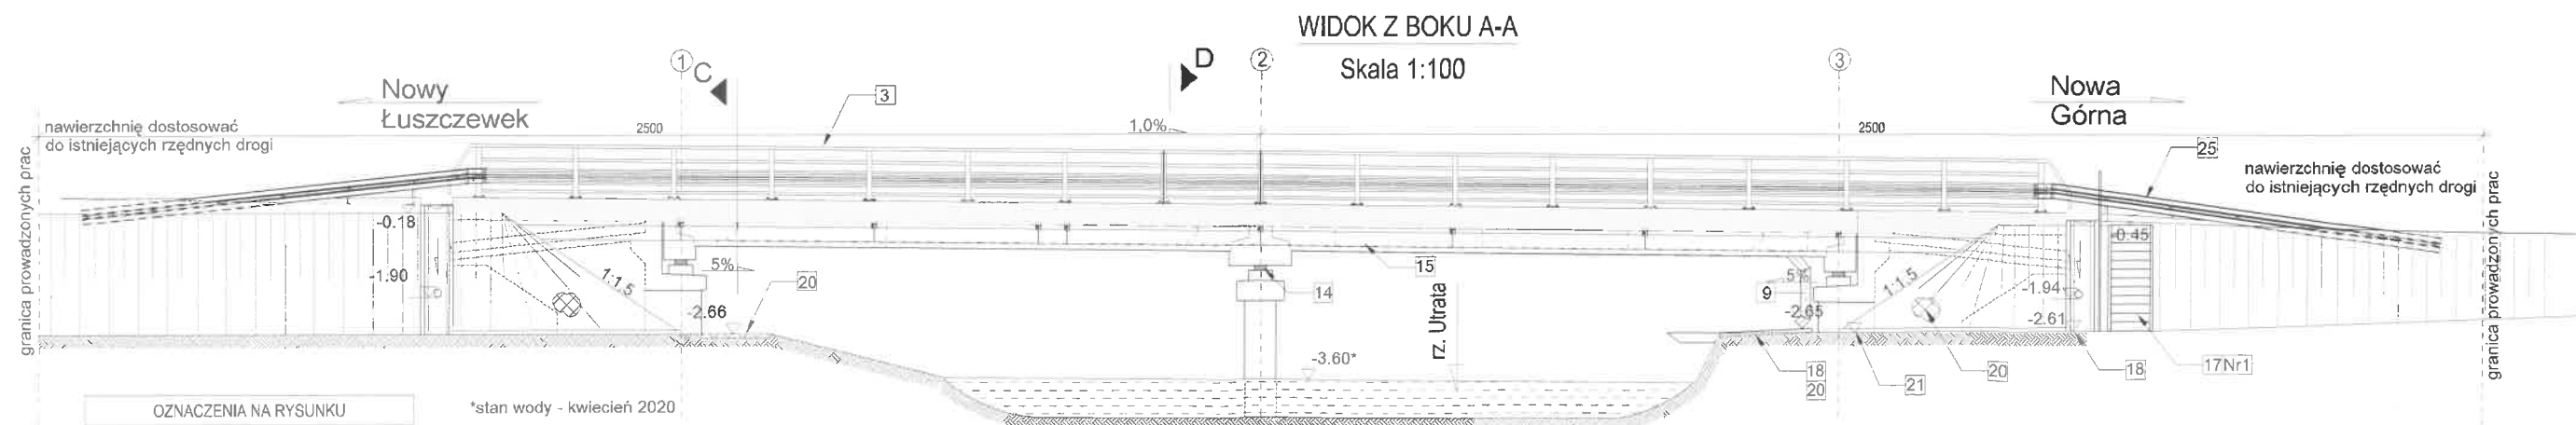 WIDOK Z BOKU A-A
Skala 1:100
1
C
D
2
3
Nowy
Łuszczewek
3
Nowa
Górna
nawierzchnię dostosować
do istniejących rzędnych drogi
2500
1,0%
2500
25
nawierzchnię dostosować
do istniejących rzędnych drogi
granica prowadzonych prac
granica prowadzonych prac
-0.18
-0.45
-1.90
1:1.5
5%
20
15
14
rz. Utrata
9
5%
1:1.5
-1.94
-2.66
-2.65
-2.61
-3.60*
18
20
21
20
18
17Nr1
OZNACZENIA NA RYSUNKU
*stan wody - kwiecień 2020